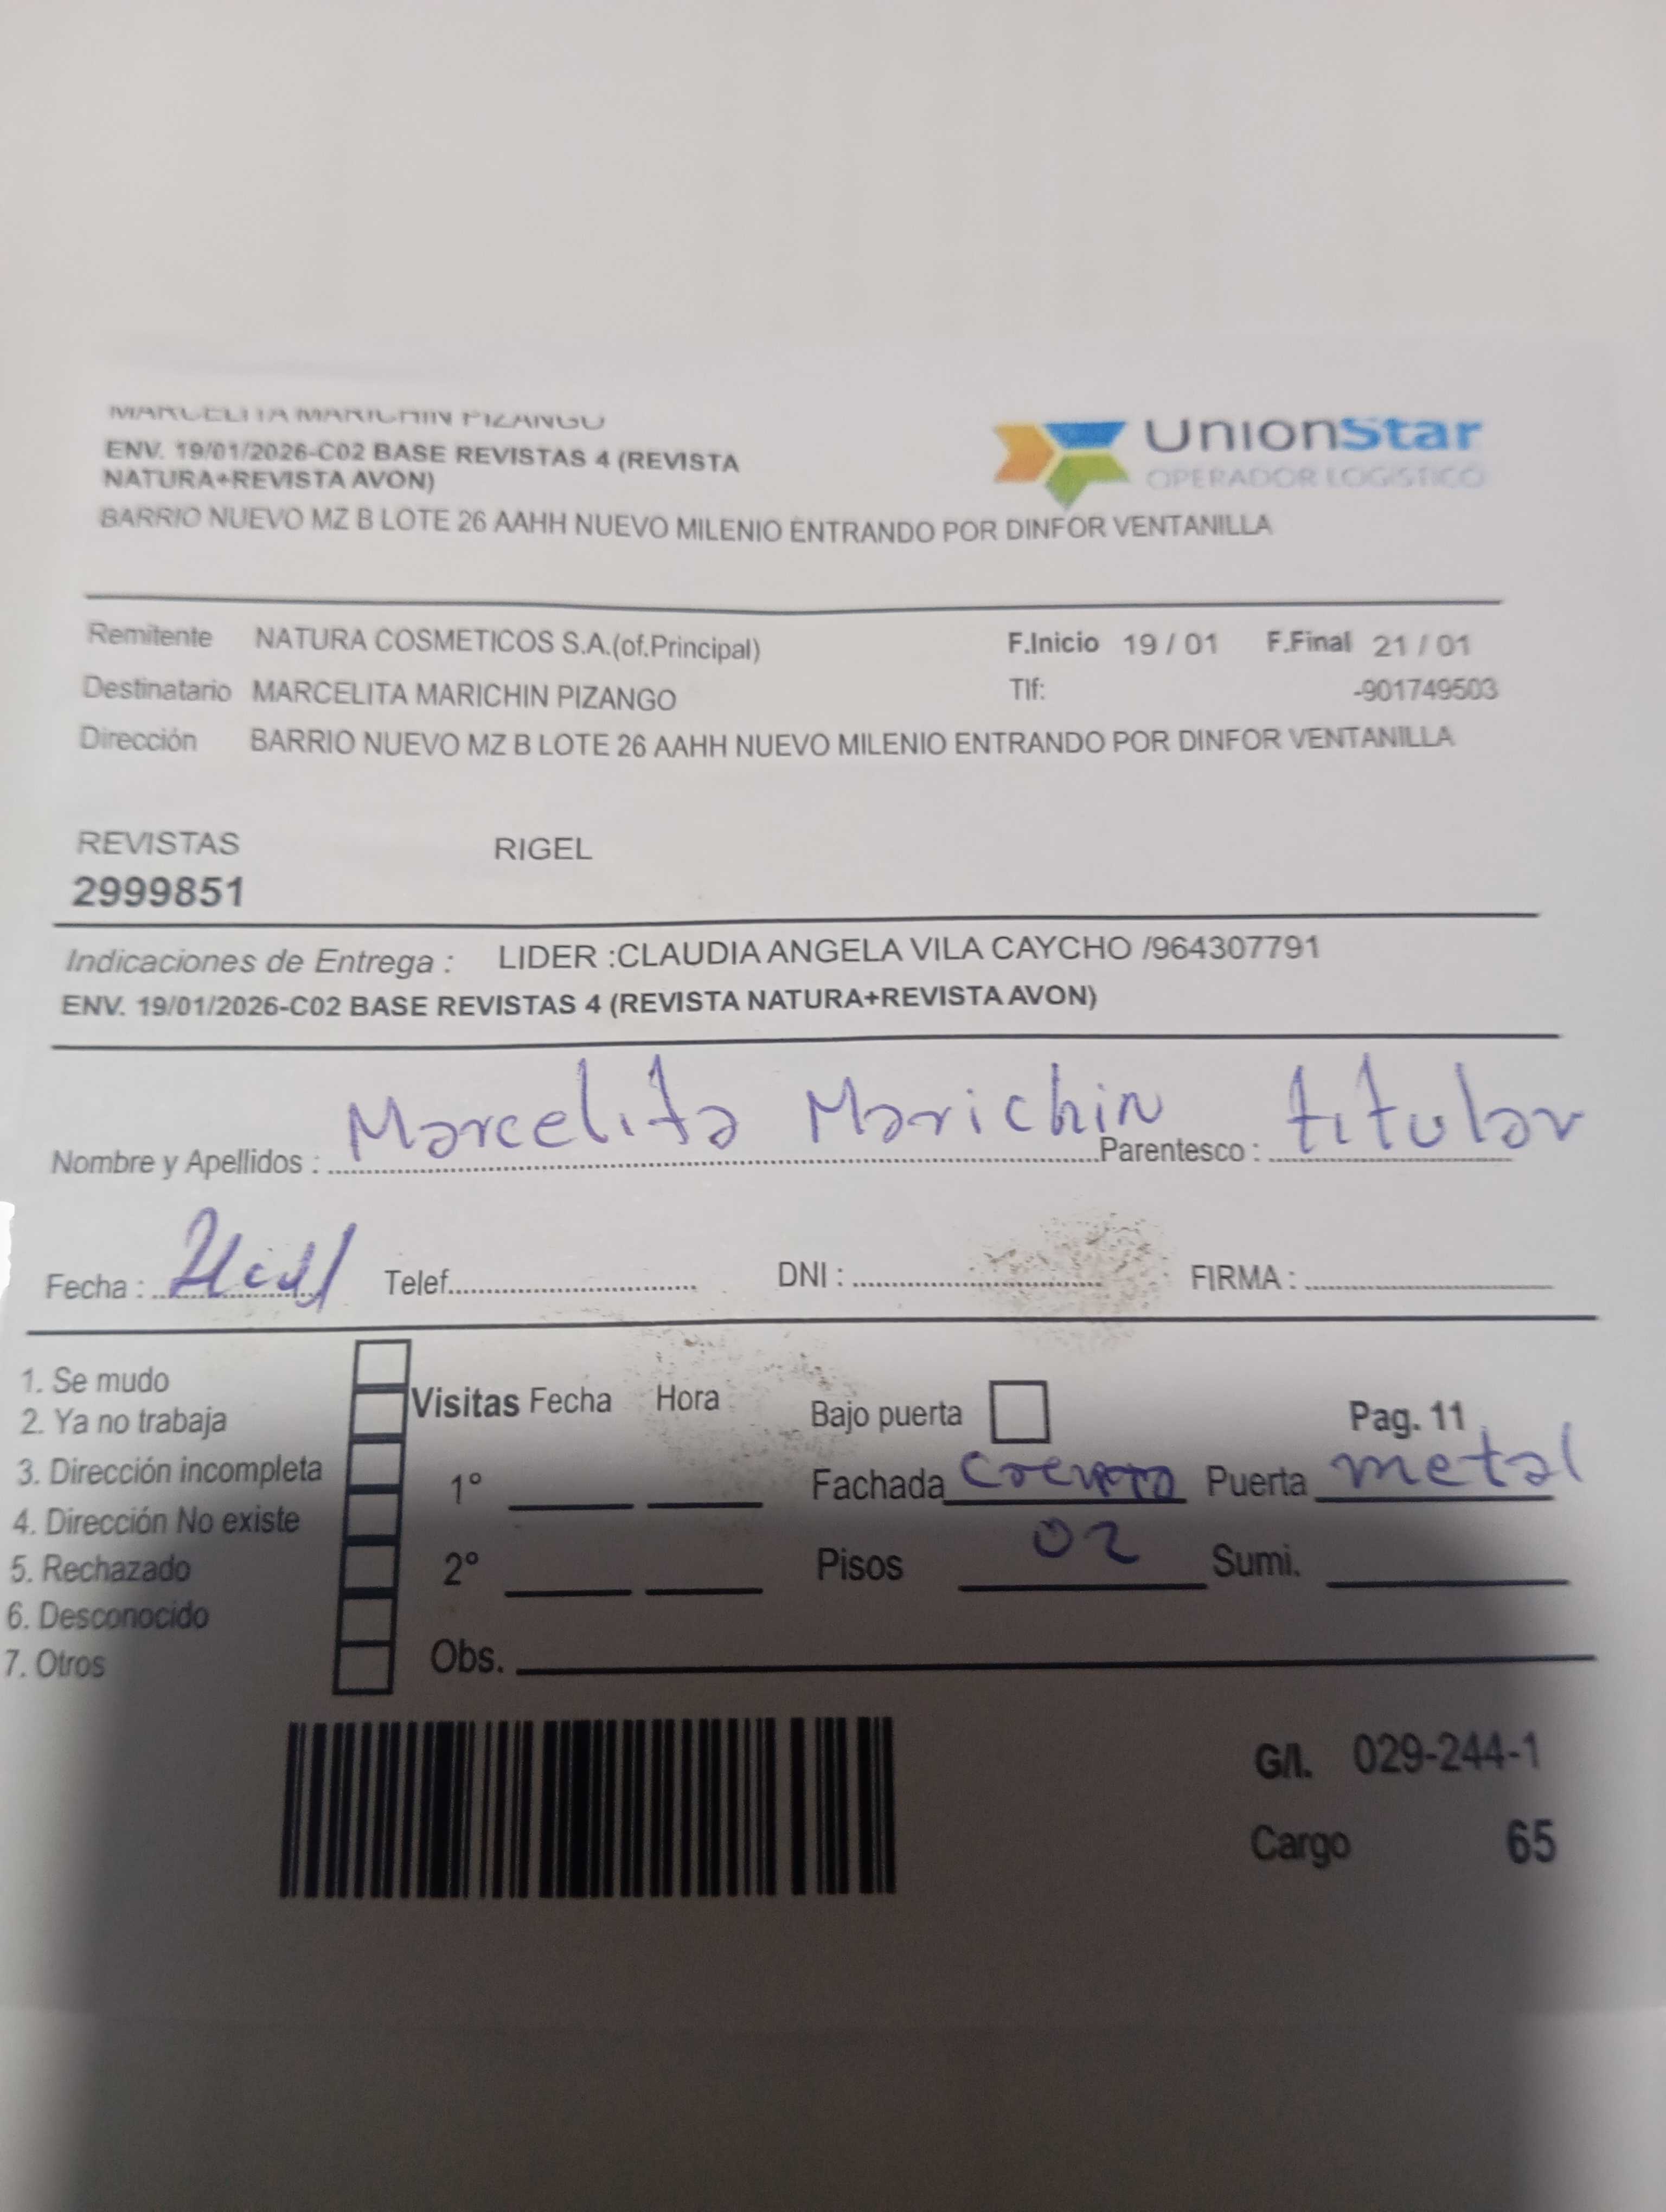 MARCELITA MARICHIN PIZANGO
ENV. 19/01/2026-C02 BASE REVISTAS 4 (REVISTA
NATURA+REVISTA AVON)
UnionStar
OPERADOR LOGISTICO
BARRIO NUEVO MZ B LOTE 26 AAHH NUEVO MILENIO ENTRANDO POR DINFOR VENTANILLA
Remitente NATURA COSMETICOS S.A.(of.Principal) F.Inicio 19 / 01 F.Final 21 / 01
Destinatario MARCELITA MARICHIN PIZANGO Tlf: -901749503
Dirección BARRIO NUEVO MZ B LOTE 26 AAHH NUEVO MILENIO ENTRANDO POR DINFOR VENTANILLA
REVISTAS RIGEL
2999851
Indicaciones de Entrega : LIDER :CLAUDIA ANGELA VILA CAYCHO /964307791
ENV. 19/01/2026-C02 BASE REVISTAS 4 (REVISTA NATURA+REVISTA AVON)
Nombre y Apellidos : Marcelita Marichin Parentesco : titular
Fecha : Telef. DNI : FIRMA :
1. Se mudo
2. Ya no trabaja
3. Dirección incompleta
4. Dirección No existe
5. Rechazado
6. Desconocido
7. Otros
Visitas Fecha Hora
1°
2°
Obs.
Bajo puerta Pag. 11
Fachada Puerta metal
Pisos 02 Sumi.
G/I. 029-244-1
Cargo 65